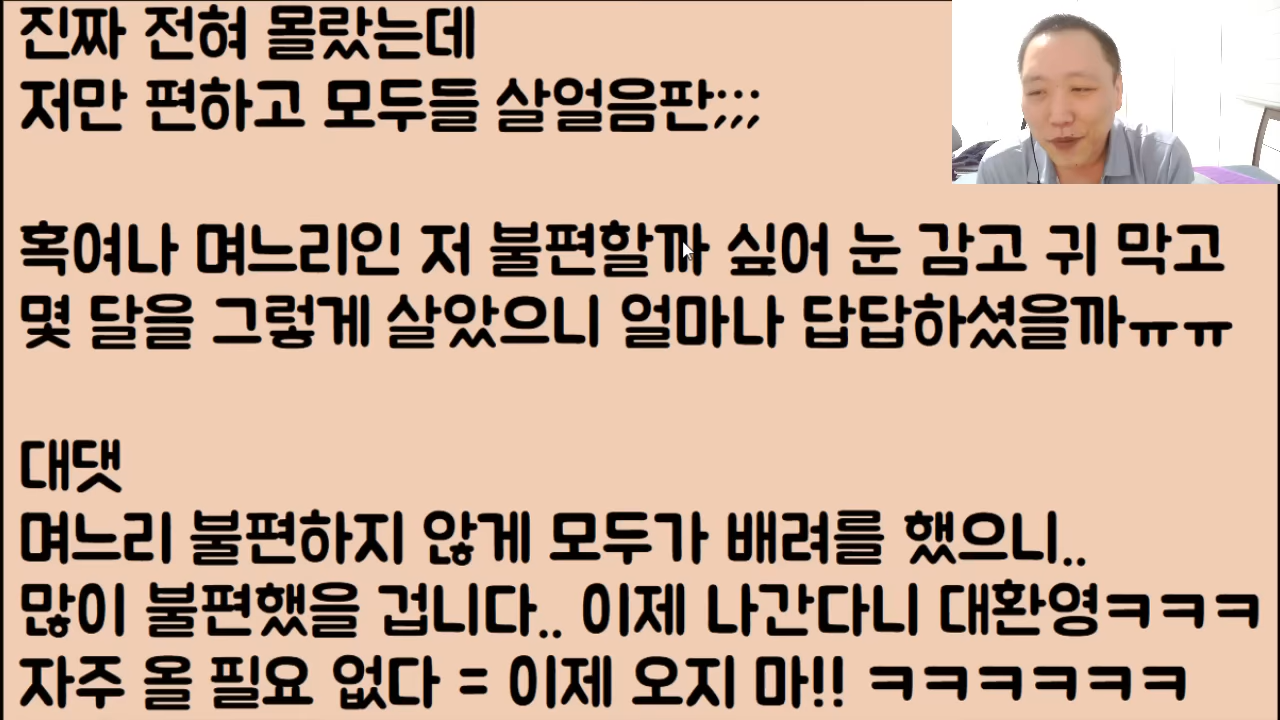 진짜 전혀 몰랐는데
저만 편하고 모두들 살얼음판;;;
혹여나 며느리인 저 불편할까 싶어 눈 감고 귀 막고
몇 달을 그렇게 살았으니 얼마나 답답하셨을까ㅠㅠ
대댓
며느리 불편하지 않게 모두가 배려를 했으니..
많이 불편했을 겁니다.. 이제 나간다니 대환영ㅋㅋㅋ
자주 올 필요 없다 = 이제 오지 마!! ㅋㅋㅋㅋㅋㅋ